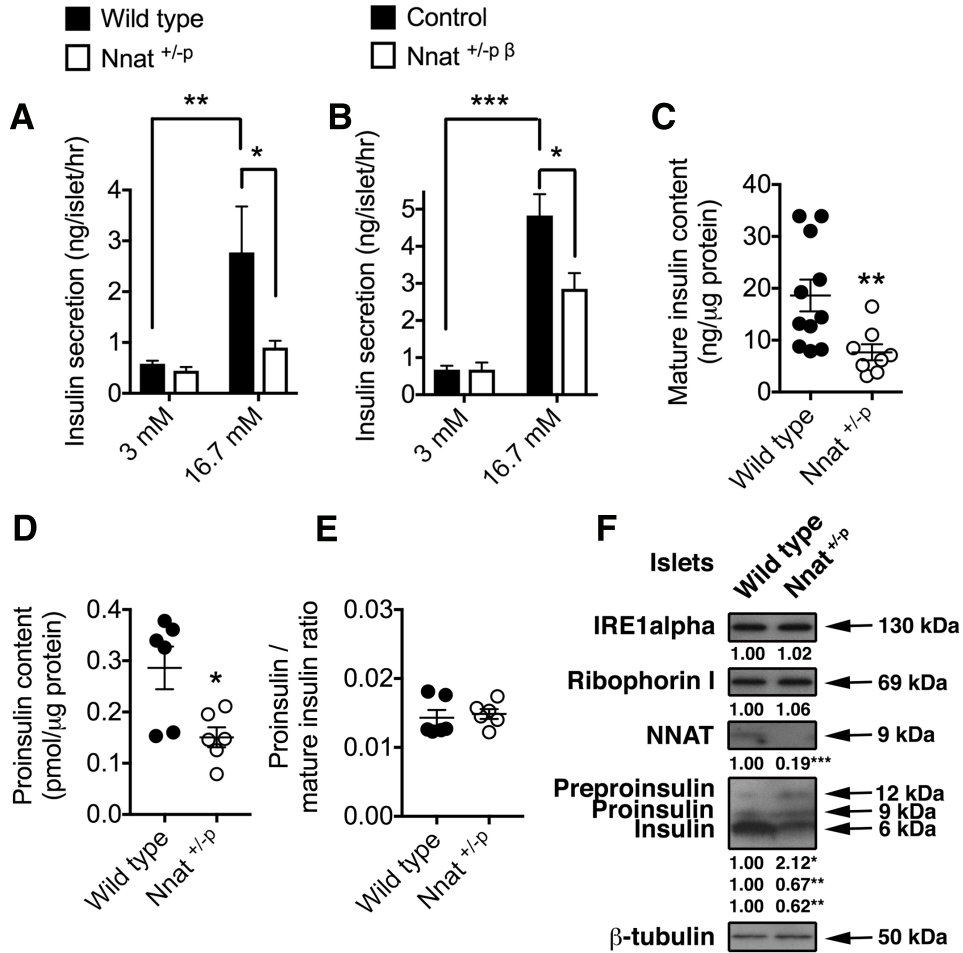 Wild type
Nnat +/-p
Control
Nnat +/-p β
A
**
*
Insulin secretion (ng/islet/hr)
4
3
2
1
0
3 mM
16.7 mM
B
***
*
Insulin secretion (ng/islet/hr)
5
4
3
2
1
0
3 mM
16.7 mM
C
Mature insulin content
(ng/μg protein)
40
30
20
10
0
**
Wild type
Nnat +/-p
D
Proinsulin content
(pmol/μg protein)
0.4
0.3
0.2
0.1
0.0
*
Wild type
Nnat +/-p
E
Proinsulin /
mature insulin ratio
0.03
0.02
0.01
0.00
Wild type
Nnat +/-p
F
Islets
Wild type
Nnat +/-p
IRE1alpha
130 kDa
1.00 1.02
Ribophorin I
69 kDa
1.00 1.06
NNAT
9 kDa
1.00 0.19***
Preproinsulin
12 kDa
Proinsulin
9 kDa
Insulin
6 kDa
1.00 2.12*
1.00 0.67**
1.00 0.62**
β-tubulin
50 kDa